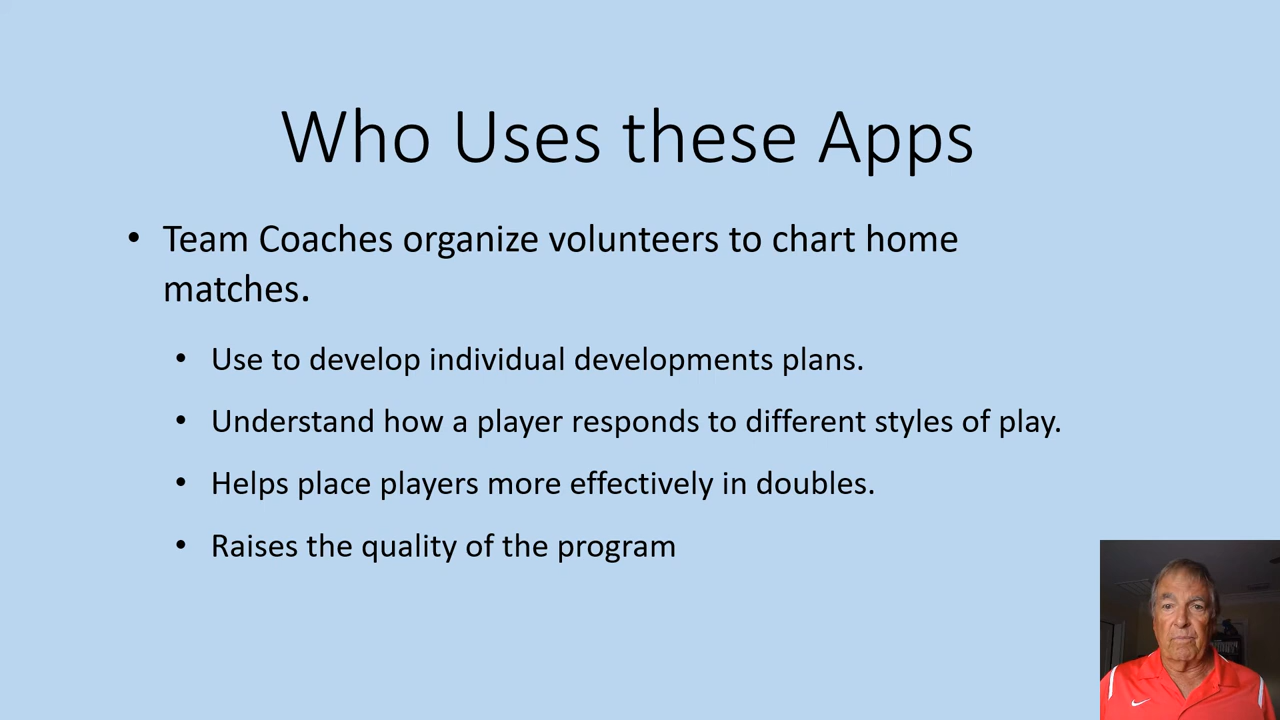 Who Uses these Apps
• Team Coaches organize volunteers to chart home
matches.
• Use to develop individual developments plans.
• Understand how a player responds to different styles of play.
• Helps place players more effectively in doubles.
• Raises the quality of the program